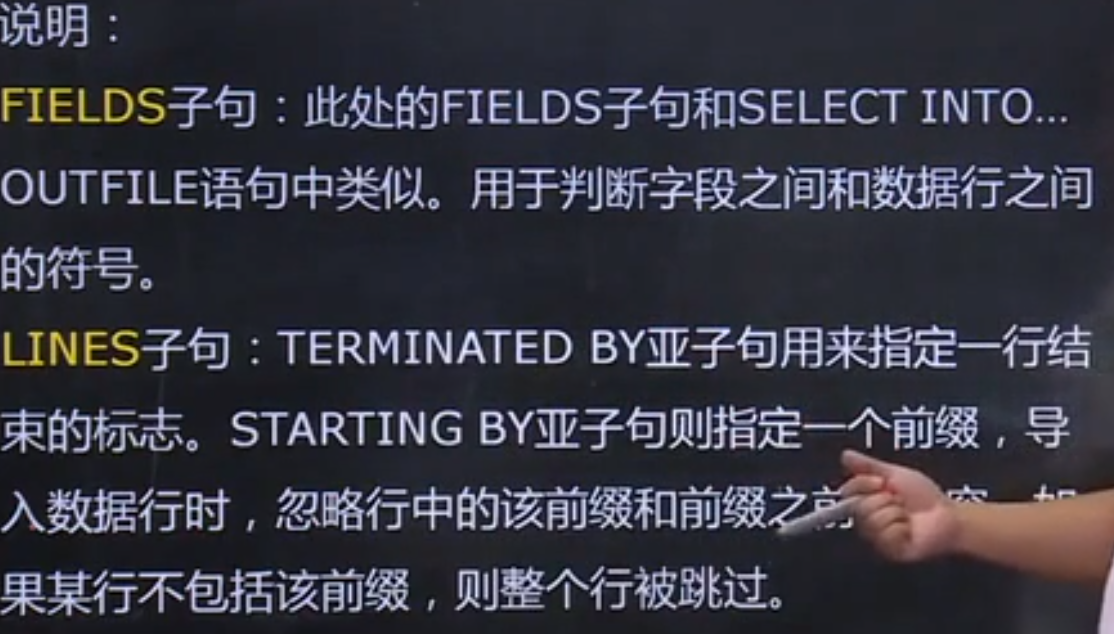 说明：
FIELDS子句：此处的FIELDS子句和SELECT INTO…
OUTFILE语句中类似。用于判断字段之间和数据行之间
的符号。
LINES子句：TERMINATED BY亚子句用来指定一行结
束的标志。STARTING BY亚子句则指定一个前缀，导
入数据行时，忽略行中的该前缀和前缀之前
果某行不包括该前缀，则整个行被跳过。